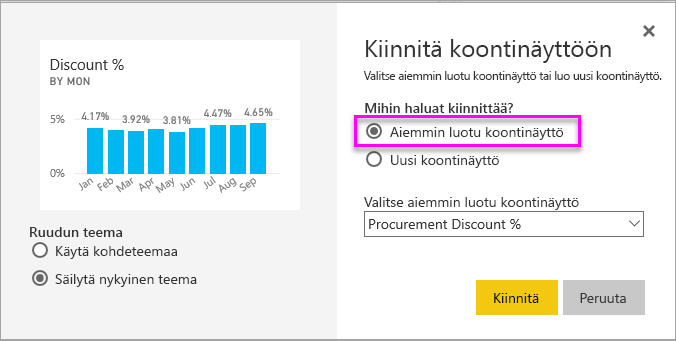 Discount %
BY MON
4.17% 3.92% 3.81% 4.47% 4.65%
5%
0%
Jan Feb Mar Apr May Jun Jul Aug Sep
Ruudun teema
Käytä kohdeteemaa
Säilytä nykyinen teema
Kiinnitä koontinäyttöön
Valitse aiemmin luotu koontinäyttö tai luo uusi koontinäyttö.
Mihin haluat kiinnittää?
Aiemmin luotu koontinäyttö
Uusi koontinäyttö
Valitse aiemmin luotu koontinäyttö
Procurement Discount %
Kiinnitä Peruuta